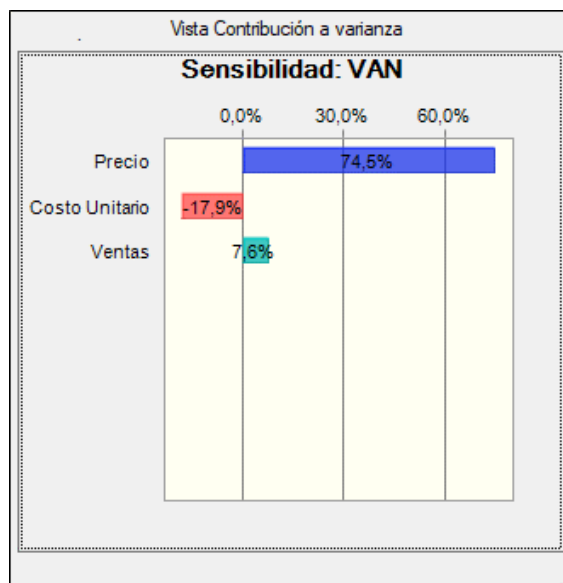 Vista Contribución a varianza
Sensibilidad: VAN
0,0% 30,0% 60,0%
Precio 74,5%
Costo Unitario -17,9%
Ventas 7,6%